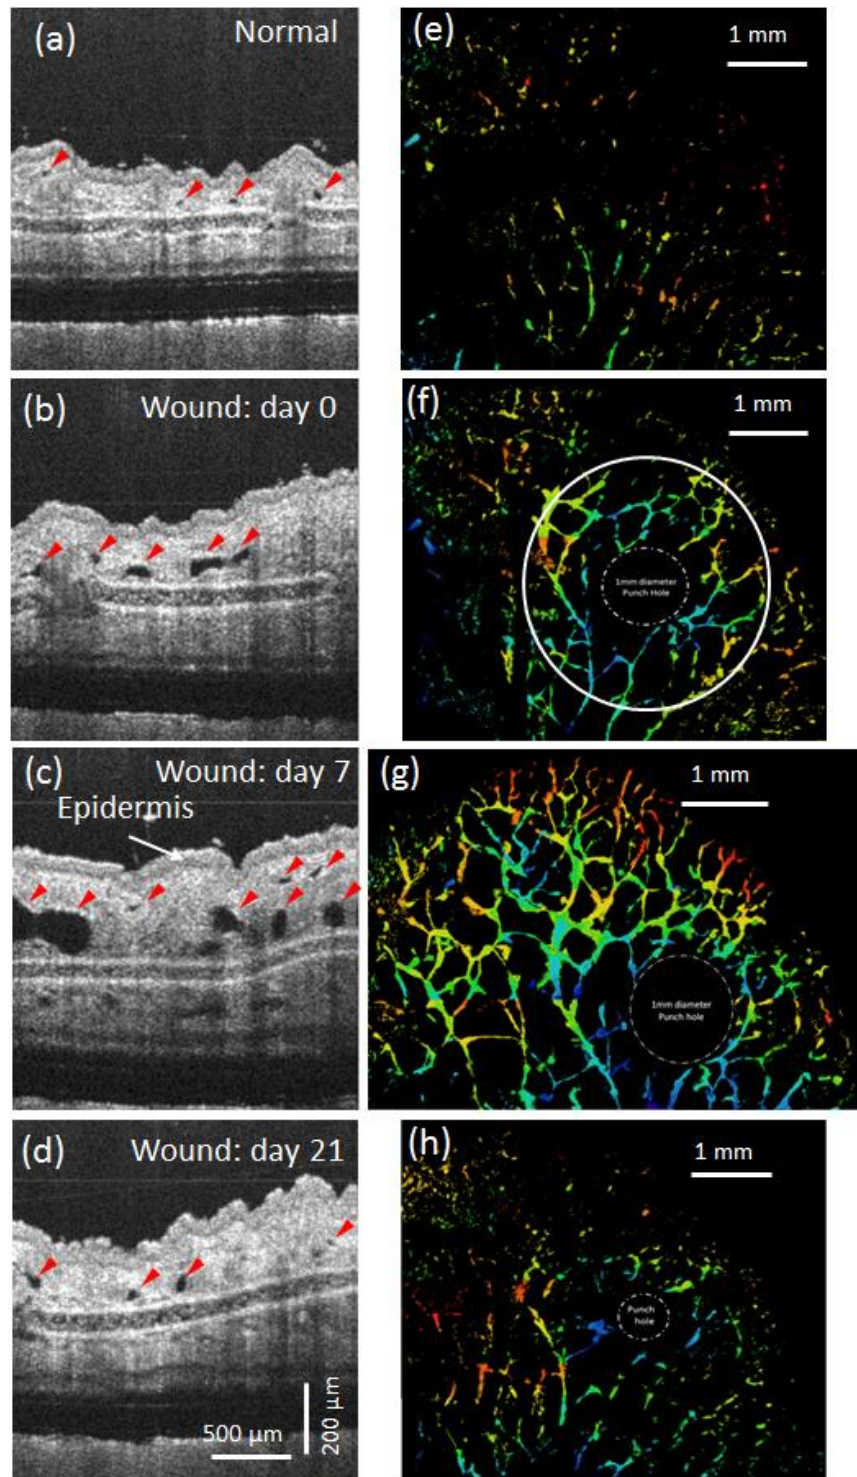 (a) Normal
(e) 1 mm
(b) Wound: day 0
(f) 1 mm
1mm diameter
Punch Hole
(c) Wound: day 7
Epidermis
(g) 1 mm
1mm diameter
Punch hole
(d) Wound: day 21
500 µm
200 µm
(h) 1 mm
Punch
hole